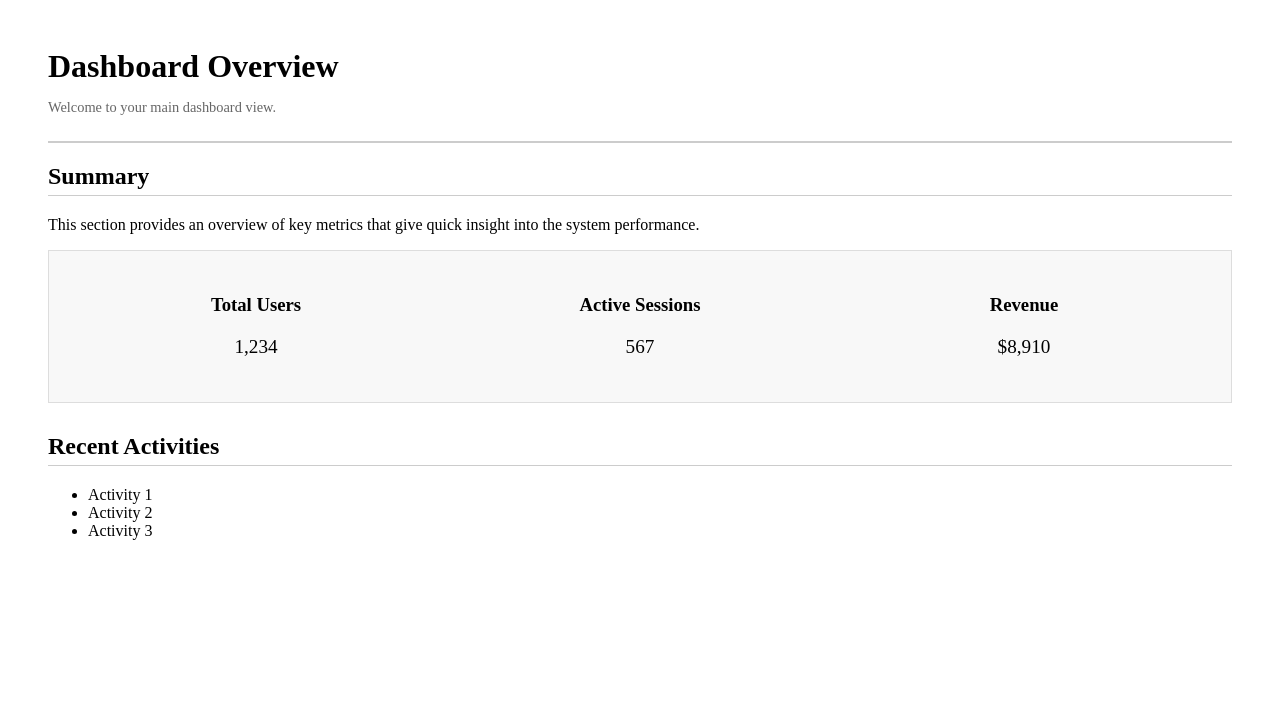 Dashboard Overview
Welcome to your main dashboard view.
Summary
This section provides an overview of key metrics that give quick insight into the system performance.
Total Users
1,234
Active Sessions
567
Revenue
$8,910
Recent Activities
Activity 1
Activity 2
Activity 3